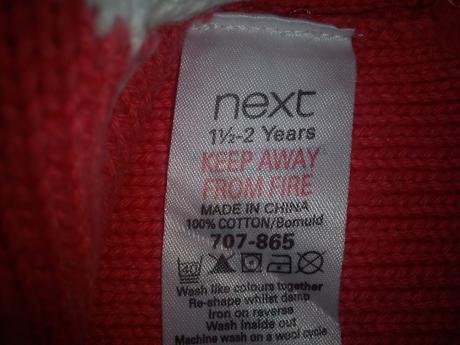 next
1½-2 Years
KEEP AWAY
FROM FIRE
MADE IN CHINA
100% COTTON/Bomuld
707-865
40
Wash like colours together
Re-shape whilst damp
Iron on reverse
Wash inside out
Machine wash on a wool cycle